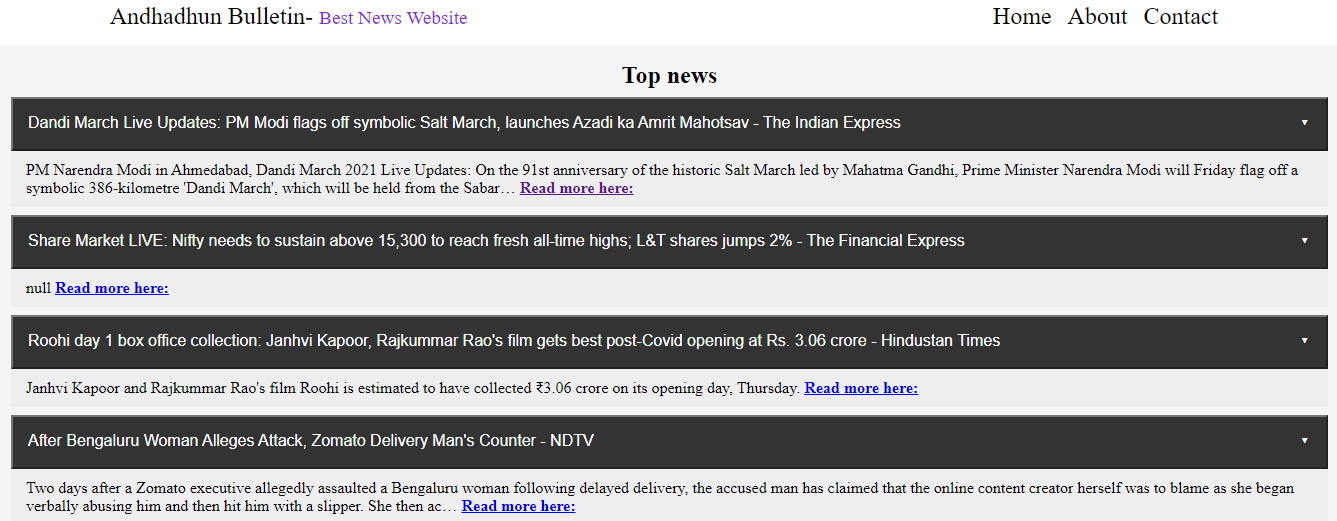 Andhadhun Bulletin- Best News Website
Home About Contact
Top news
Dandi March Live Updates: PM Modi flags off symbolic Salt March, launches Azadi ka Amrit Mahotsav - The Indian Express
PM Narendra Modi in Ahmedabad, Dandi March 2021 Live Updates: On the 91st anniversary of the historic Salt March led by Mahatma Gandhi, Prime Minister Narendra Modi will Friday flag off a
symbolic 386-kilometre 'Dandi March', which will be held from the Sabar… Read more here:
Share Market LIVE: Nifty needs to sustain above 15,300 to reach fresh all-time highs; L&T shares jumps 2% - The Financial Express
null Read more here:
Roohi day 1 box office collection: Janhvi Kapoor, Rajkummar Rao's film gets best post-Covid opening at Rs. 3.06 crore - Hindustan Times
Janhvi Kapoor and Rajkummar Rao's film Roohi is estimated to have collected ₹3.06 crore on its opening day, Thursday. Read more here:
After Bengaluru Woman Alleges Attack, Zomato Delivery Man's Counter - NDTV
Two days after a Zomato executive allegedly assaulted a Bengaluru woman following delayed delivery, the accused man has claimed that the online content creator herself was to blame as she began
verbally abusing him and then hit him with a slipper. She then ac… Read more here: